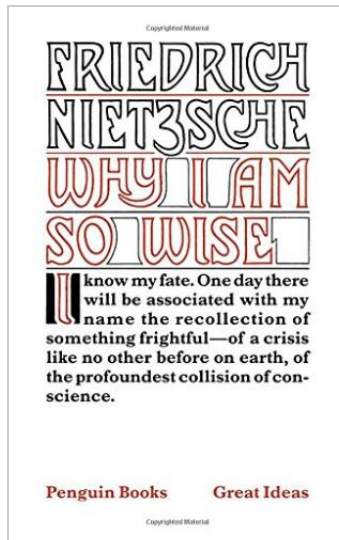 Copyrighted Material
FRIEDRICH
NIETZSCHE
WHY I AM
SO WISE
I know my fate. One day there
will be associated with my
name the recollection of
something frightful—of a crisis
like no other before on earth, of
the profoundest collision of con-
science.
Penguin Books Great Ideas
Copyrighted Material